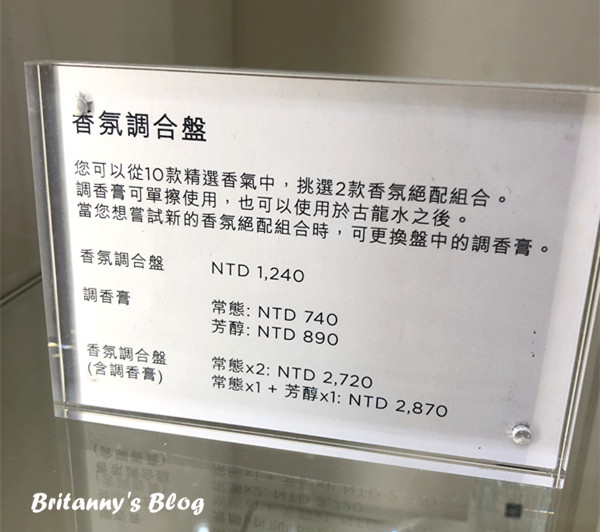 香氛調合盤
您可以從10款精選香氣中，挑選2款香氛絕配組合。
調香膏可單擦使用，也可以使用於古龍水之後。
當您想嘗試新的香氛絕配組合時，可更換盤中的調香膏。
香氛調合盤 NTD 1,240
調香膏 常態: NTD 740
芳醇: NTD 890
香氛調合盤 常態x2: NTD 2,720
(含調香膏) 常態x1 + 芳醇x1: NTD 2,870
Britanny's Blog